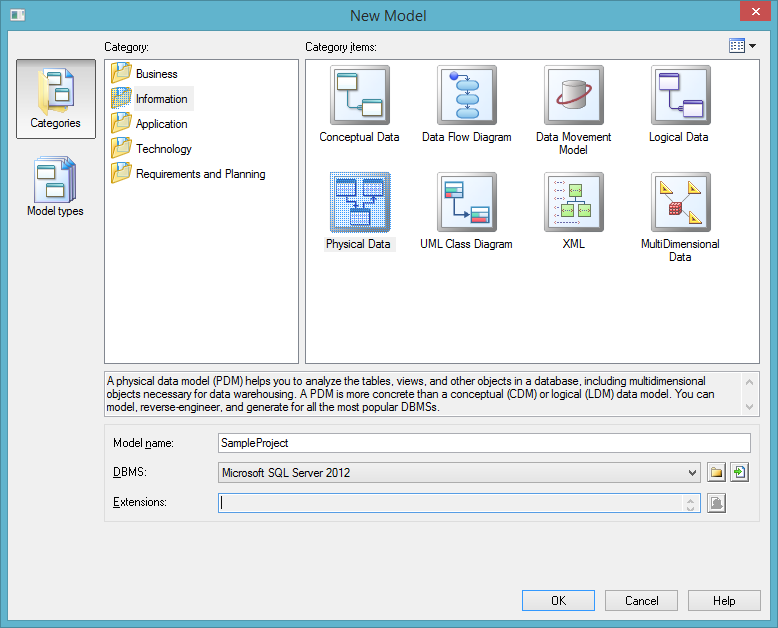 New Model
Category:
Category items:
Categories
Model types
Business
Information
Application
Technology
Requirements and Planning
Conceptual Data
Data Flow Diagram
Data Movement
Model
Logical Data
Physical Data
UML Class Diagram
XML
MultiDimensional
Data
A physical data model (PDM) helps you to analyze the tables, views, and other objects in a database, including multidimensional
objects necessary for data warehousing. A PDM is more concrete than a conceptual (CDM) or logical (LDM) data model. You can
model, reverse-engineer, and generate for all the most popular DBMSs.
Model name:
SampleProject
DBMS:
Microsoft SQL Server 2012
Extensions:
OK
Cancel
Help